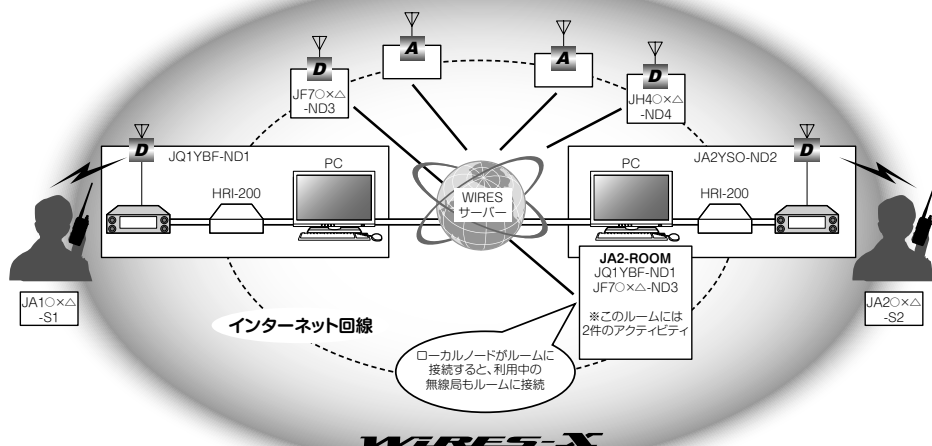 A
A
D
D
JF7○×△
-ND3
JH4○×△
-ND4
D
JQ1YBF-ND1
PC
HRI-200
WIRES
サーバー
PC
JA2YSO-ND2
D
HRI-200
JA1○×△
-S1
JA2○×△
-S2
JA2-ROOM
JQ1YBF-ND1
JF7○×△-ND3
※このルームには
2件のアクティビティ
インターネット回線
ローカルノードがルームに
接続すると、利用中の
無線局もルームに接続
WiRES-X